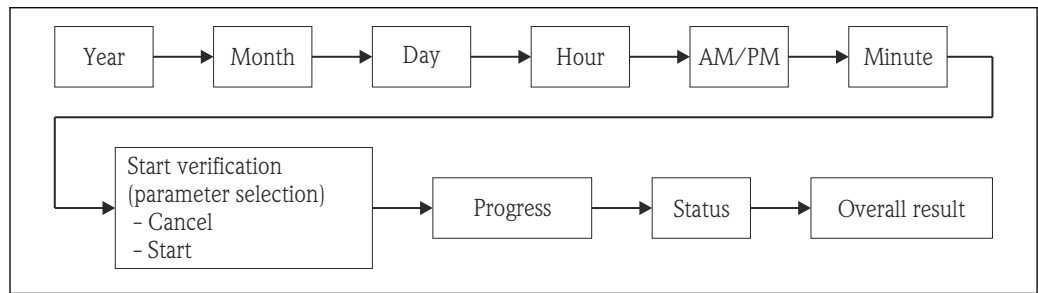 Year
Month
Day
Hour
AM/PM
Minute
Start verification
(parameter selection)
– Cancel
– Start
Progress
Status
Overall result